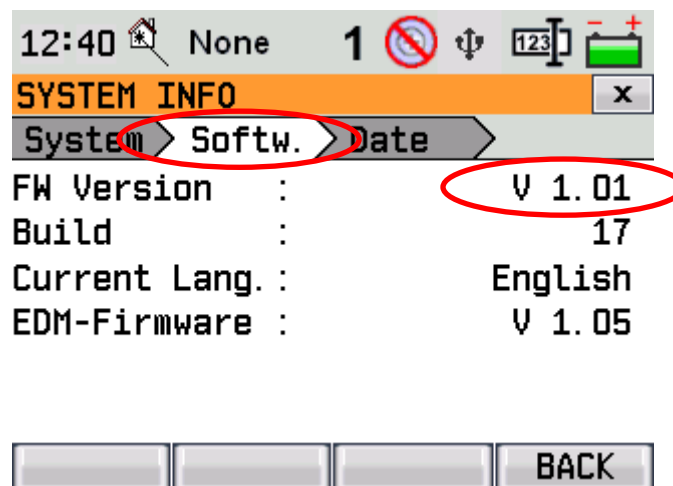 12:40 None 1 123
SYSTEM INFO x
System Softw. Date
FW Version : V 1.01
Build : 17
Current Lang. : English
EDM-Firmware : V 1.05
BACK